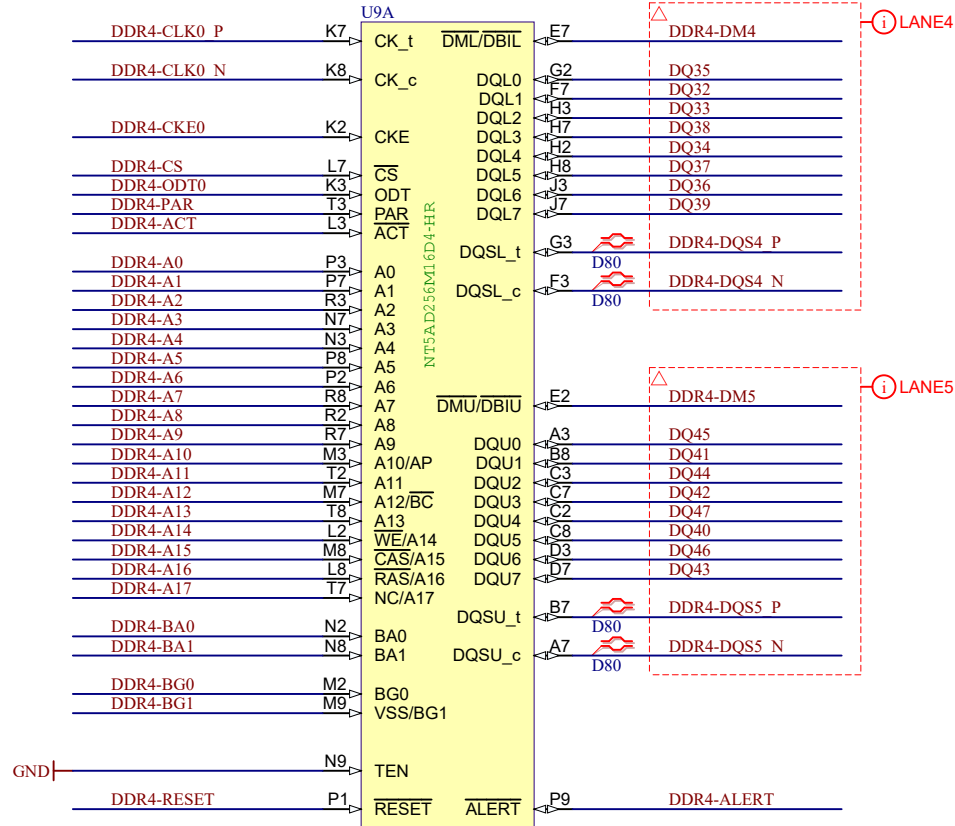 U9A
DDR4-CLK0_P K7 CK_t DML/DBIL E7 DDR4-DM4 LANE4
DDR4-CLK0_N K8 CK_c DQL0 G2 DQ35
DQL1 F7 DQ32
DQL2 H3 DQ33
DDR4-CKE0 K2 CKE DQL3 H7 DQ38
DQL4 H2 DQ34
DDR4-CS L7 CS DQL5 H8 DQ37
DDR4-ODT0 K3 ODT DQL6 J3 DQ36
DDR4-PAR T3 PAR DQL7 J7 DQ39
DDR4-ACT L3 ACT
DQSL_t G3 D80 DDR4-DQS4_P
DDR4-A0 P3 A0
DDR4-A1 P7 A1 DQSL_c F3 D80 DDR4-DQS4_N
DDR4-A2 R3 A2
DDR4-A3 N7 A3
DDR4-A4 N3 A4
DDR4-A5 P8 A5
DDR4-A6 P2 A6
DDR4-A7 R8 A7 DMU/DBIU E2 DDR4-DM5 LANE5
DDR4-A8 R2 A8
DDR4-A9 R7 A9 DQU0 A3 DQ45
DDR4-A10 M3 A10/AP DQU1 B8 DQ41
DDR4-A11 T2 A11 DQU2 C3 DQ44
DDR4-A12 M7 A12/BC DQU3 C7 DQ42
DDR4-A13 T8 A13 DQU4 C2 DQ47
DDR4-A14 L2 WE/A14 DQU5 C8 DQ40
DDR4-A15 M8 CAS/A15 DQU6 D3 DQ46
DDR4-A16 L8 RAS/A16 DQU7 D7 DQ43
DDR4-A17 T7 NC/A17
DQSU_t B7 D80 DDR4-DQS5_P
DDR4-BA0 N2 BA0
DDR4-BA1 N8 BA1 DQSU_c A7 D80 DDR4-DQS5_N
DDR4-BG0 M2 BG0
DDR4-BG1 M9 VSS/BG1
GND N9 TEN
DDR4-RESET P1 RESET ALERT P9 DDR4-ALERT
NT5AD256M16D4-HR